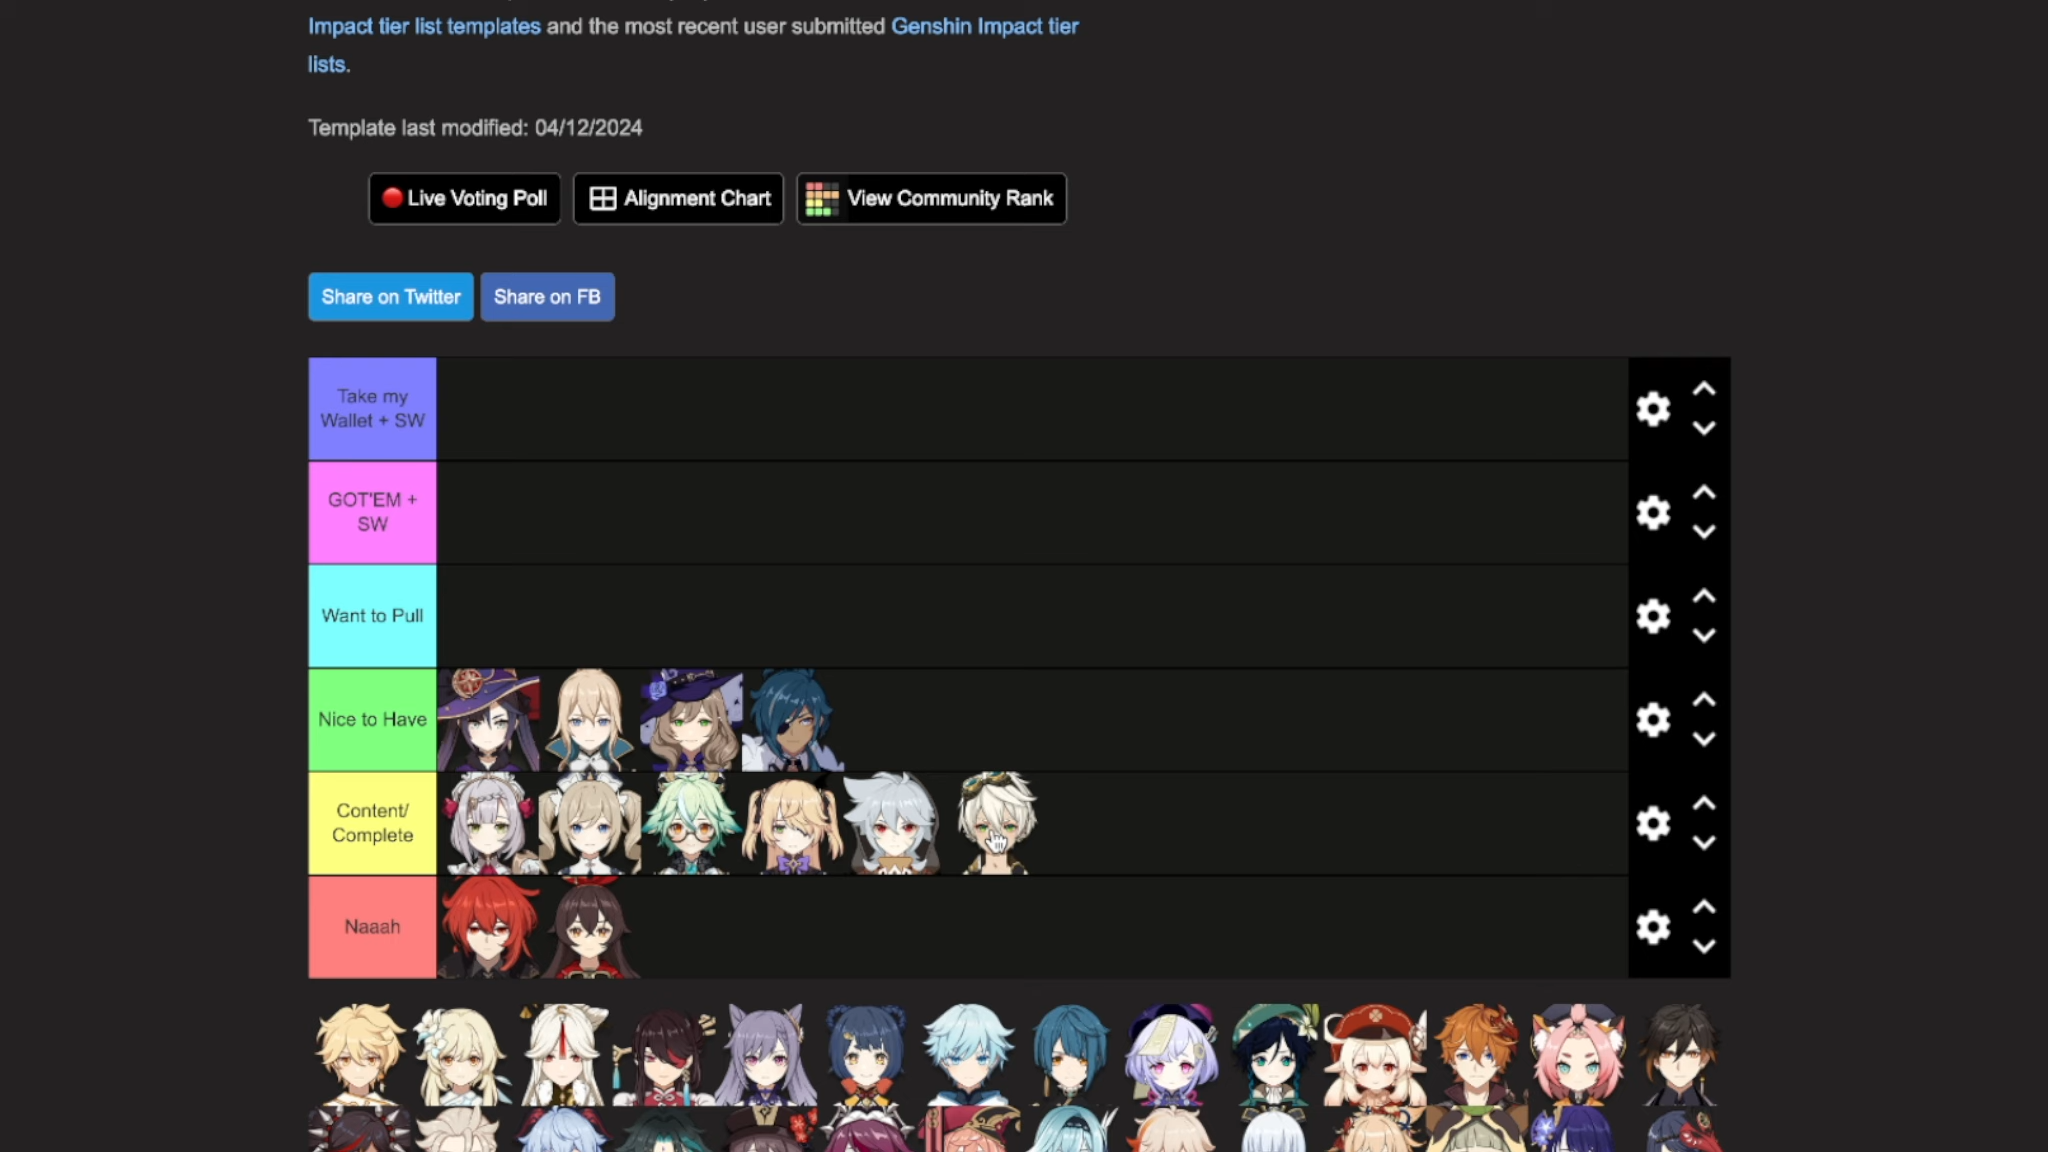 Impact tier list templates and the most recent user submitted Genshin Impact tier
lists.
Template last modified: 04/12/2024
Live Voting Poll
Alignment Chart
View Community Rank
Share on Twitter
Share on FB
Take my
Wallet + SW
GOT'EM +
SW
Want to Pull
Nice to Have
Content/
Complete
Naaah